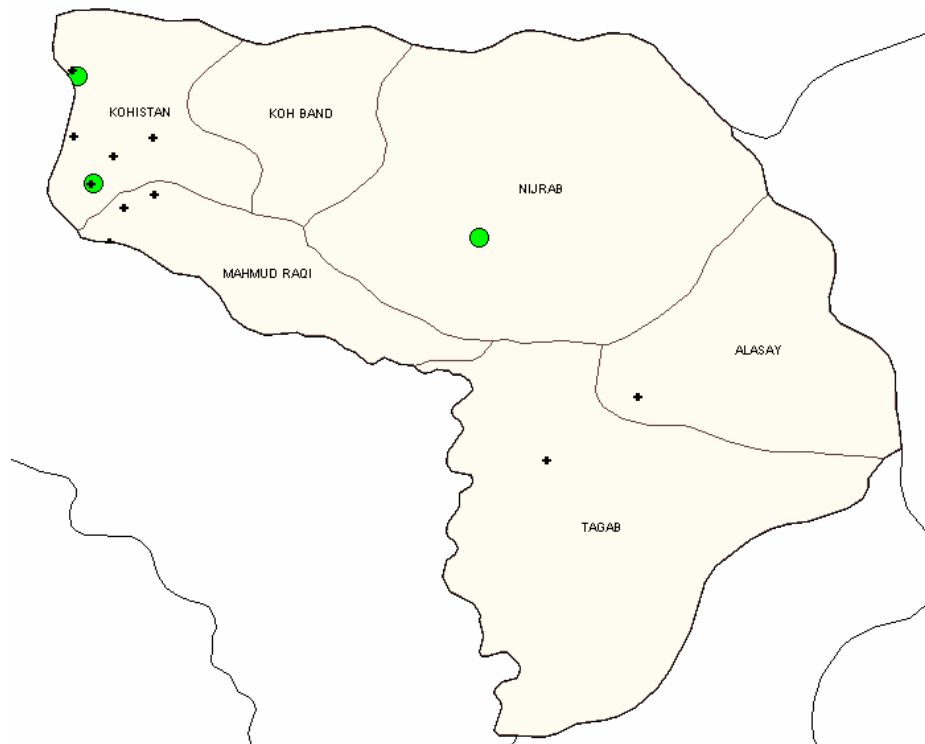 KOHISTAN
KOH BAND
NIJRAB
MAHMUD RAQI
ALASAY
TAGAB